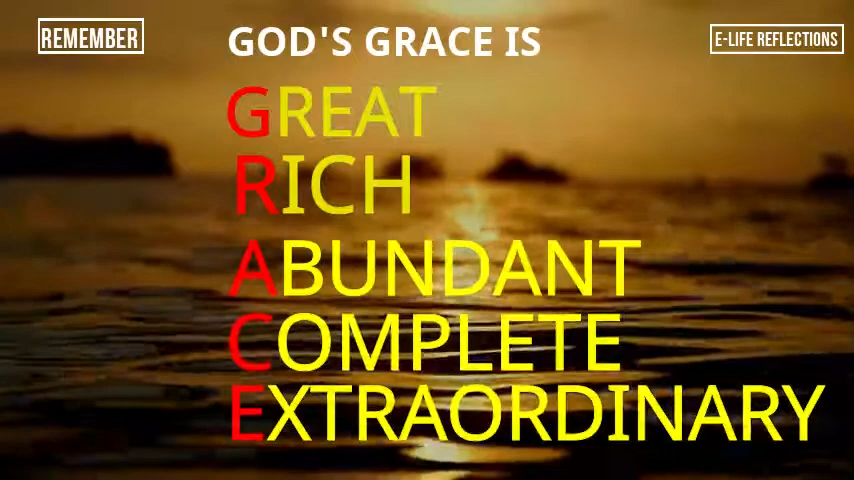 REMEMBER
GOD'S GRACE IS
E-LIFE REFLECTIONS
GREAT
RICH
ABUNDANT
COMPLETE
EXTRAORDINARY